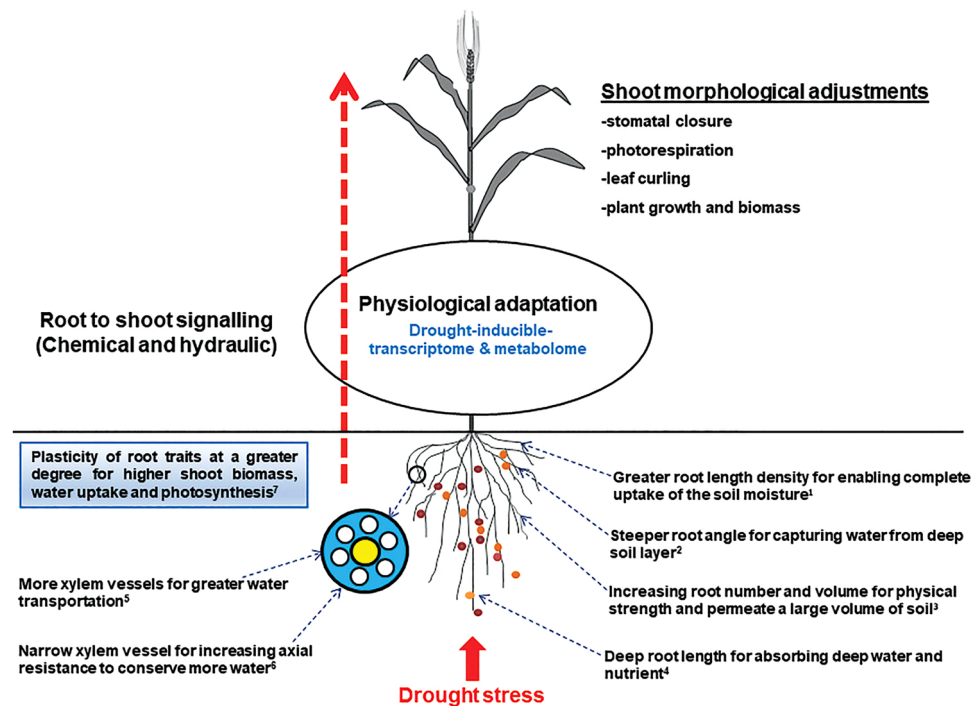 Shoot morphological adjustments
-stomatal closure
-photorespiration
-leaf curling
-plant growth and biomass
Physiological adaptation
Drought-inducible-
transcriptome & metabolome
Root to shoot signalling
(Chemical and hydraulic)
Plasticity of root traits at a greater
degree for higher shoot biomass,
water uptake and photosynthesis⁷
Greater root length density for enabling complete
uptake of the soil moisture¹
Steeper root angle for capturing water from deep
soil layer²
More xylem vessels for greater water
transportation⁵
Increasing root number and volume for physical
strength and permeate a large volume of soil³
Narrow xylem vessel for increasing axial
resistance to conserve more water⁶
Deep root length for absorbing deep water and
nutrient⁴
Drought stress